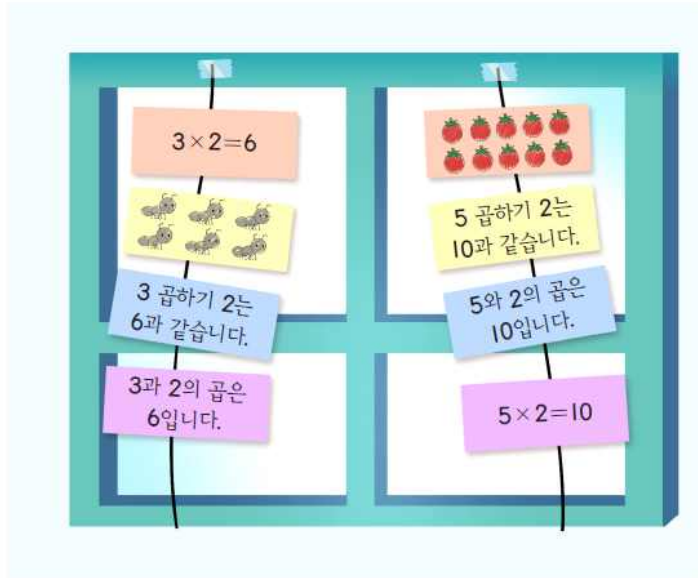 3×2=6
3 곱하기 2는
6과 같습니다.
3과 2의 곱은
6입니다.
5 곱하기 2는
10과 같습니다.
5와 2의 곱은
10입니다.
5×2=10